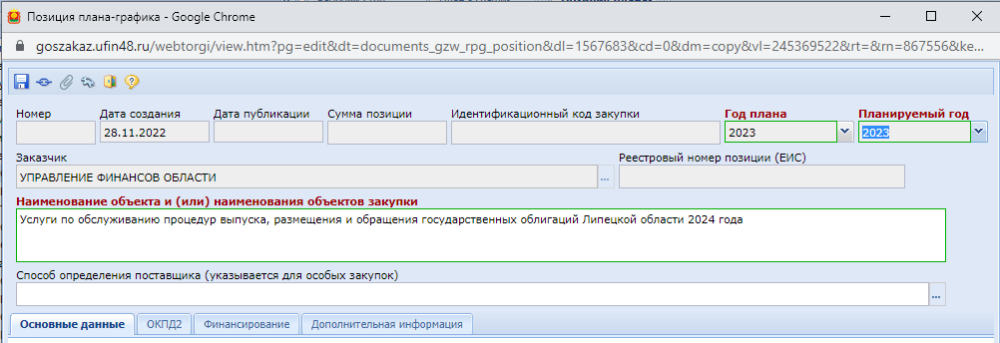 Позиция плана-графика - Google Chrome
goszakaz.ufin48.ru/webtorgi/view.htm?pg=edit&dt=documents_gzw_rpg_position&dl=1567683&cd=0&dm=copy&vl=245369522&rt=&rn=867556&ke...
Номер Дата создания Дата публикации Сумма позиции Идентификационный код закупки Год плана Планируемый год
28.11.2022 2023 2023
Заказчик Реестровый номер позиции (ЕИС)
УПРАВЛЕНИЕ ФИНАНСОВ ОБЛАСТИ ...
Наименование объекта и (или) наименования объектов закупки
Услуги по обслуживанию процедур выпуска, размещения и обращения государственных облигаций Липецкой области 2024 года
Способ определения поставщика (указывается для особых закупок)
...
Основные данные ОКПД2 Финансирование Дополнительная информация